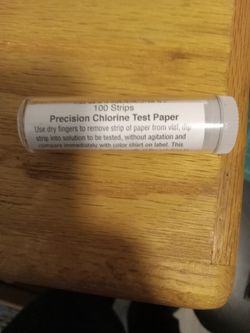 100 Strips
Precision Chlorine Test Paper
Use dry fingers to remove strip of paper from vial, dip
strip into solution to be tested, without agitation and
compare immediately with color chart on label. This